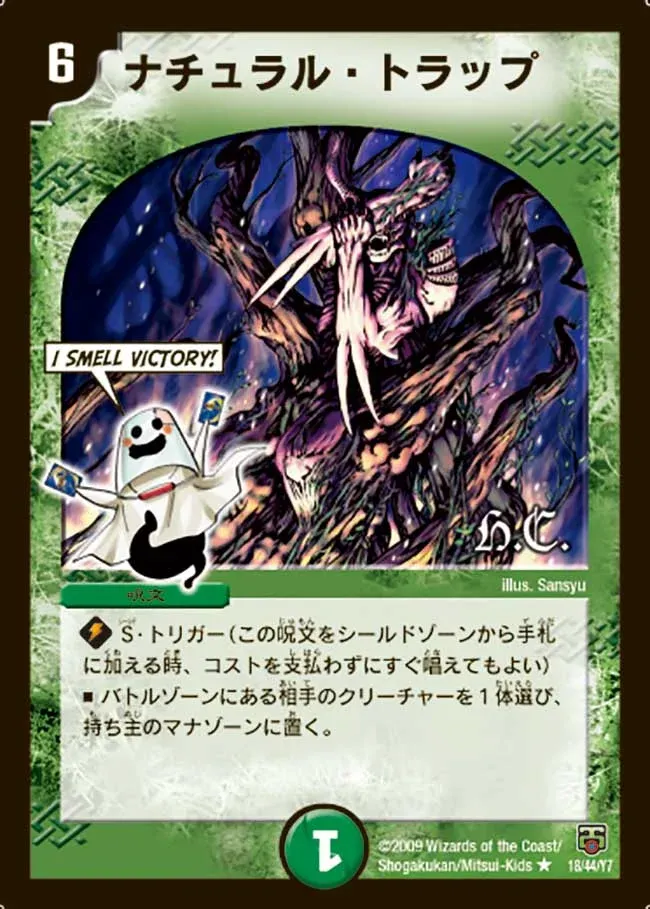 6
ナチュラル・トラップ
I SMELL VICTORY!
H.C.
illus. Sansyu
呪文
S・トリガー(この呪文をシールドゾーンから手札
に加える時、コストを支払わずにすぐ唱えてもよい)
■ バトルゾーンにある相手のクリーチャーを1体選び、
持ち主のマナゾーンに置く。
1
©2009 Wizards of the Coast/
Shogakukan/Mitsui-Kids ★
18/44/Y7